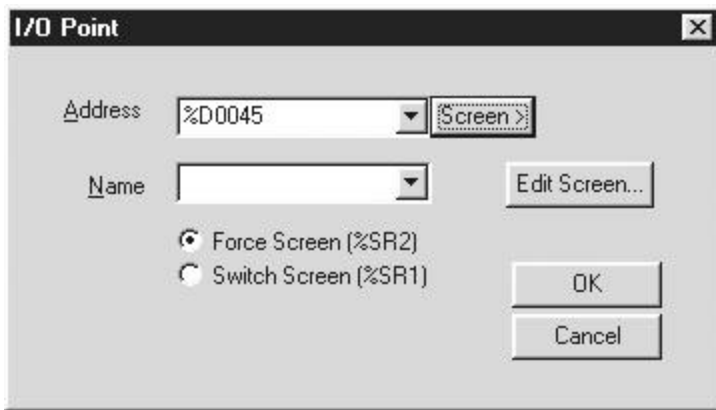 I/O Point
Address %D0045 Screen >
Name Edit Screen...
Force Screen (%SR2)
Switch Screen (%SR1)
OK
Cancel